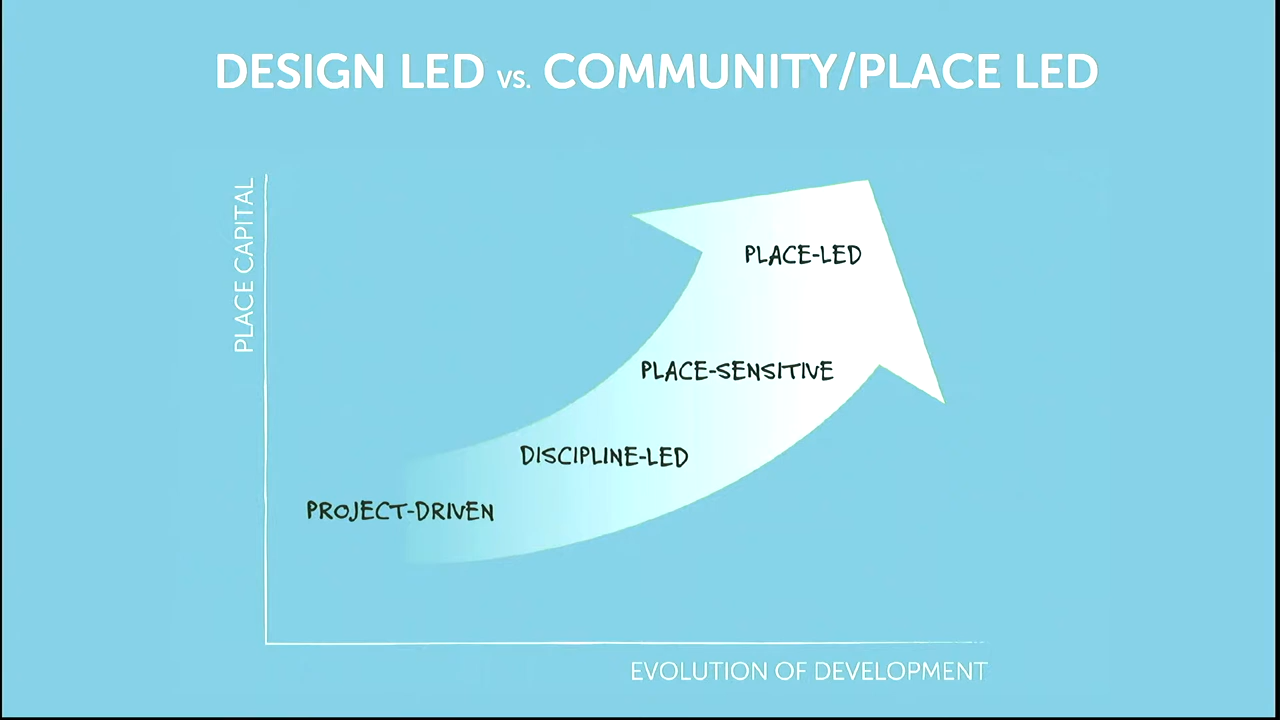 DESIGN LED vs. COMMUNITY/PLACE LED
PLACE CAPITAL
PLACE-LED
PLACE-SENSITIVE
DISCIPLINE-LED
PROJECT-DRIVEN
EVOLUTION OF DEVELOPMENT